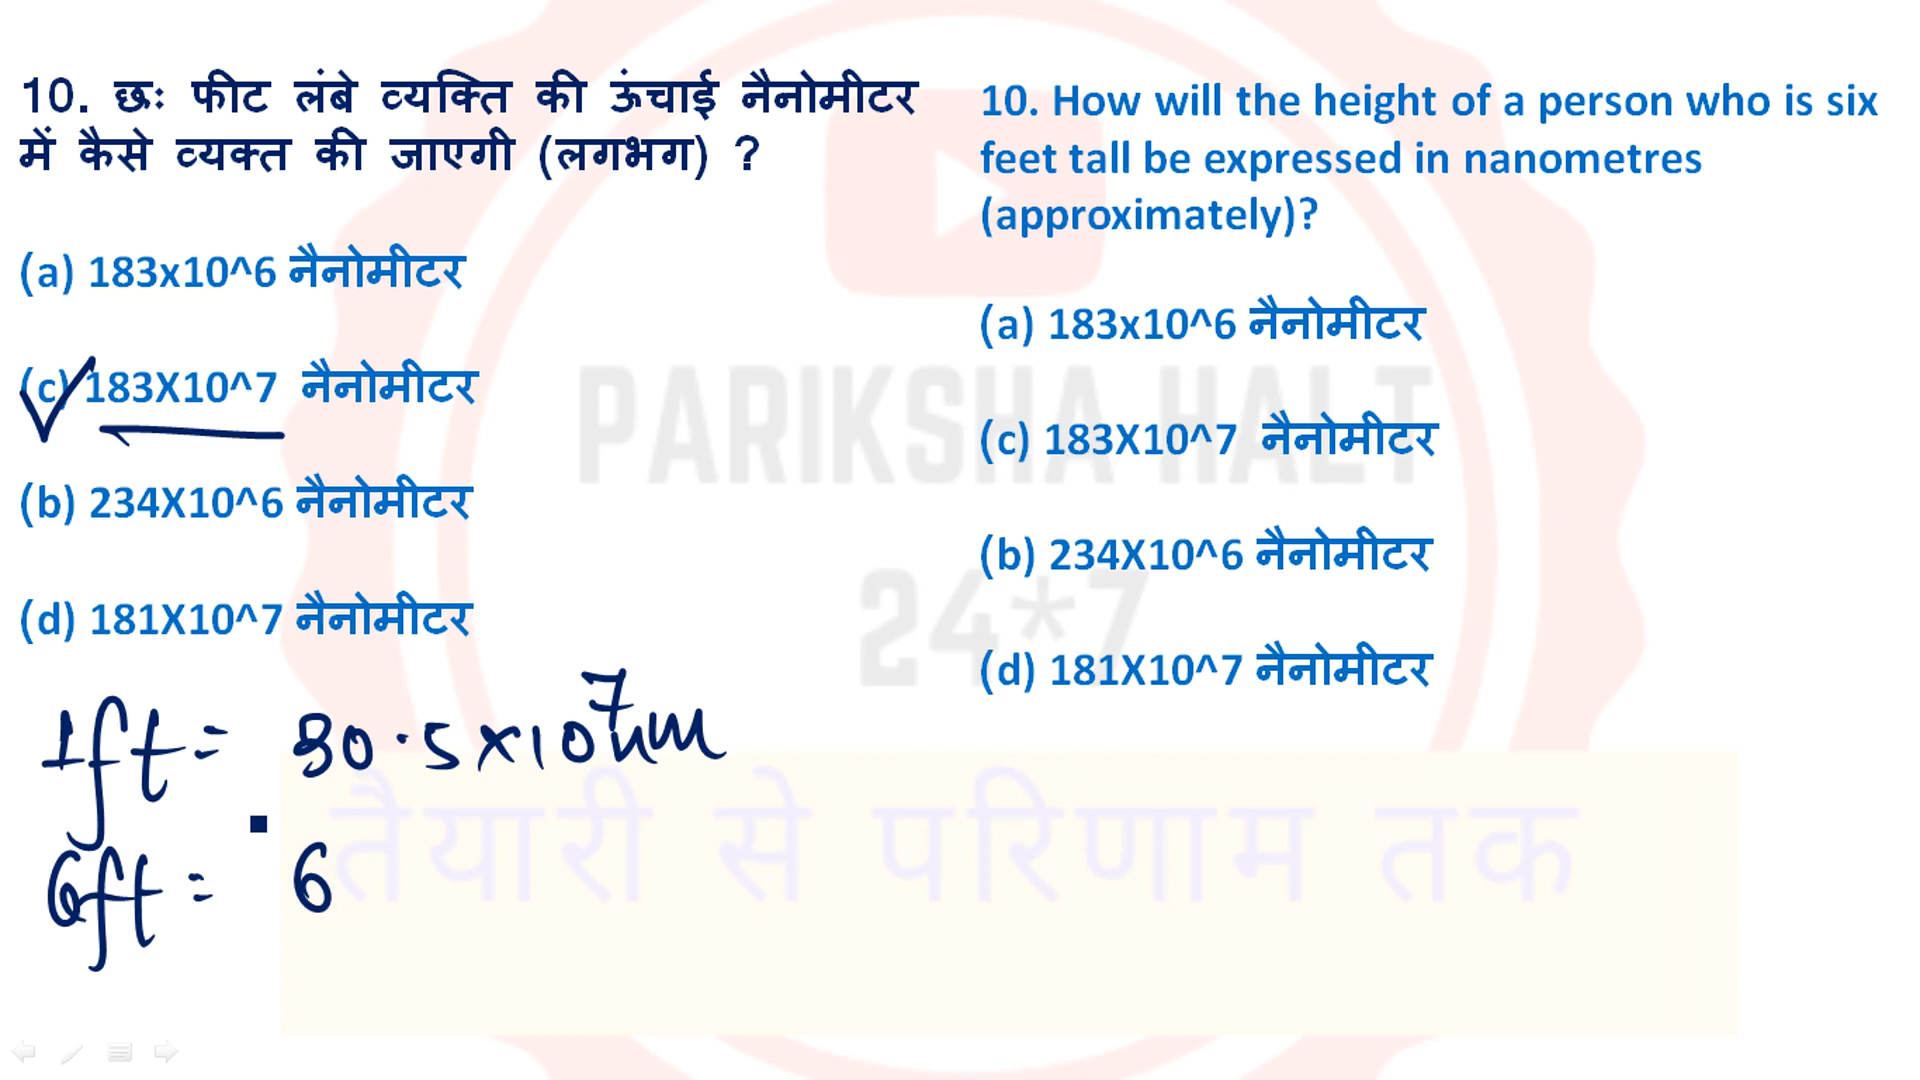 10. छः फीट लंबे व्यक्ति की ऊंचाई नैनोमीटर
में कैसे व्यक्त की जाएगी (लगभग) ?
(a) 183x10^6 नैनोमीटर
(c) 183X10^7 नैनोमीटर
(b) 234X10^6 नैनोमीटर
(d) 181X10^7 नैनोमीटर
1ft = 30.5x10^7 nm
6ft = 6
10. How will the height of a person who is six
feet tall be expressed in nanometres
(approximately)?
(a) 183x10^6 नैनोमीटर
(c) 183X10^7 नैनोमीटर
(b) 234X10^6 नैनोमीटर
(d) 181X10^7 नैनोमीटर
PARIKSHA HALT
24*7
तैयारी से परिणाम तक